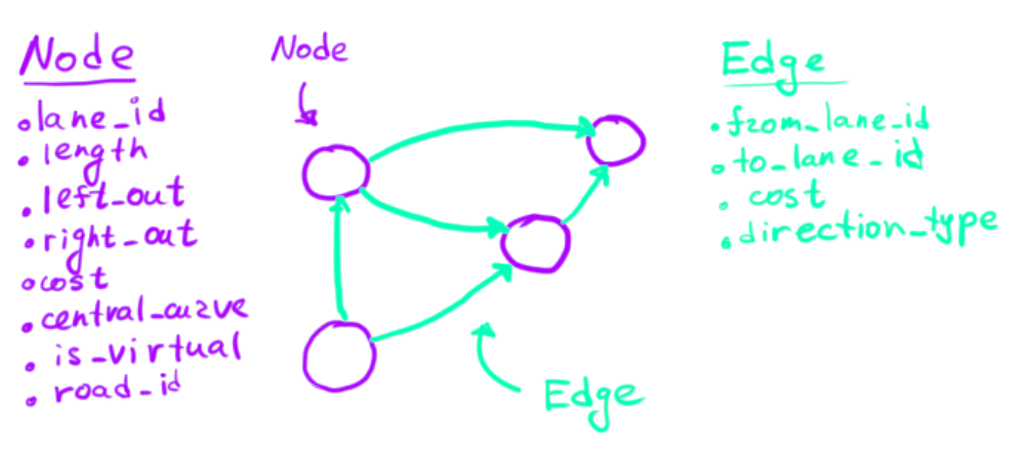 Node
• lane_id
• length
• left_out
• right_out
• cost
• central_curve
• is_virtual
• road_id
Node
Edge
Edge
• from_lane_id
• to_lane_id
• cost
• direction_type